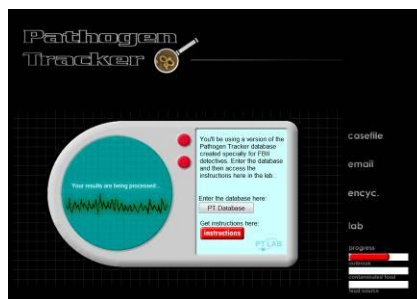 Pathogen
Tracker
Your results are being processed...
You'll be using a version of the
Pathogen Tracker database
created specially for FBII
detectives. Enter the database
and then access the
instructions here in the lab.
Enter the database here:
PT Database
Get instructions here:
instructions
PT LAB
casefile
email
encyc.
lab
progress
outbreak
contaminated food
food source